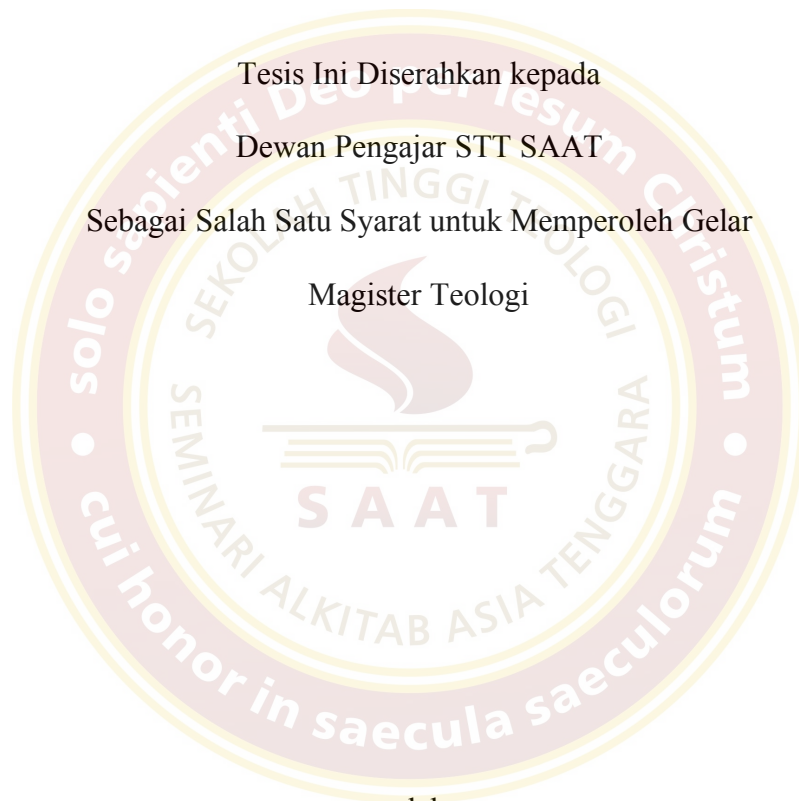 Tesis Ini Diserahkan kepada
Dewan Pengajar STT SAAT
Sebagai Salah Satu Syarat untuk Memperoleh Gelar
Magister Teologi
solo sapienti Deo per Iesum Christum
SEKOLAH TINGGI TEOLOGI
SEMINARI ALKITAB ASIA TENGGARA
SAAT
cui honor in saecula saeculorum